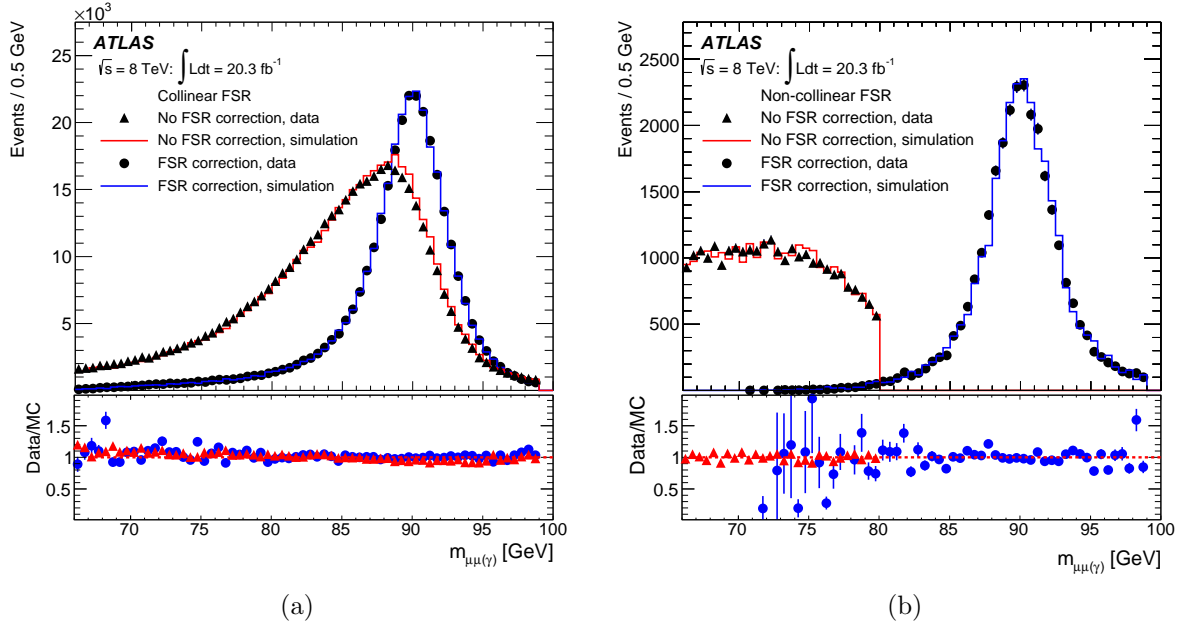 ×10³
ATLAS
√s = 8 TeV: ∫Ldt = 20.3 fb⁻¹
Collinear FSR
No FSR correction, data
No FSR correction, simulation
FSR correction, data
FSR correction, simulation
Events / 0.5 GeV
25
20
15
10
5
Data/MC
1.5
1
0.5
70 75 80 85 90 95 100
m_μμ(γ) [GeV]
(a)
ATLAS
√s = 8 TeV: ∫Ldt = 20.3 fb⁻¹
Non-collinear FSR
No FSR correction, data
No FSR correction, simulation
FSR correction, data
FSR correction, simulation
Events / 0.5 GeV
2500
2000
1500
1000
500
Data/MC
1.5
1
0.5
70 75 80 85 90 95 100
m_μμ(γ) [GeV]
(b)